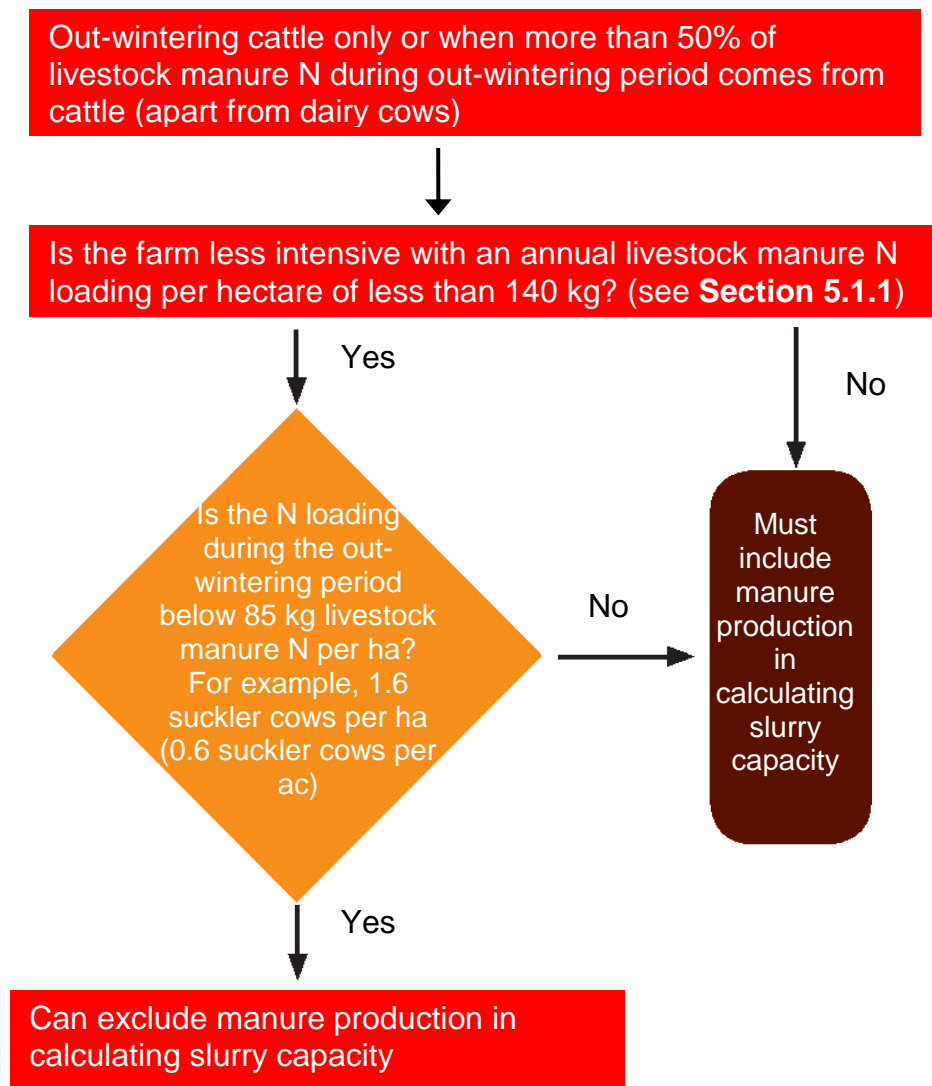 Out-wintering cattle only or when more than 50% of
livestock manure N during out-wintering period comes from
cattle (apart from dairy cows)
Is the farm less intensive with an annual livestock manure N
loading per hectare of less than 140 kg? (see Section 5.1.1)
Yes
No
Is the N loading
during the out-
wintering period
below 85 kg livestock
manure N per ha?
For example, 1.6
suckler cows per ha
(0.6 suckler cows per
ac)
No
Must
include
manure
production
in
calculating
slurry
capacity
Yes
Can exclude manure production in
calculating slurry capacity